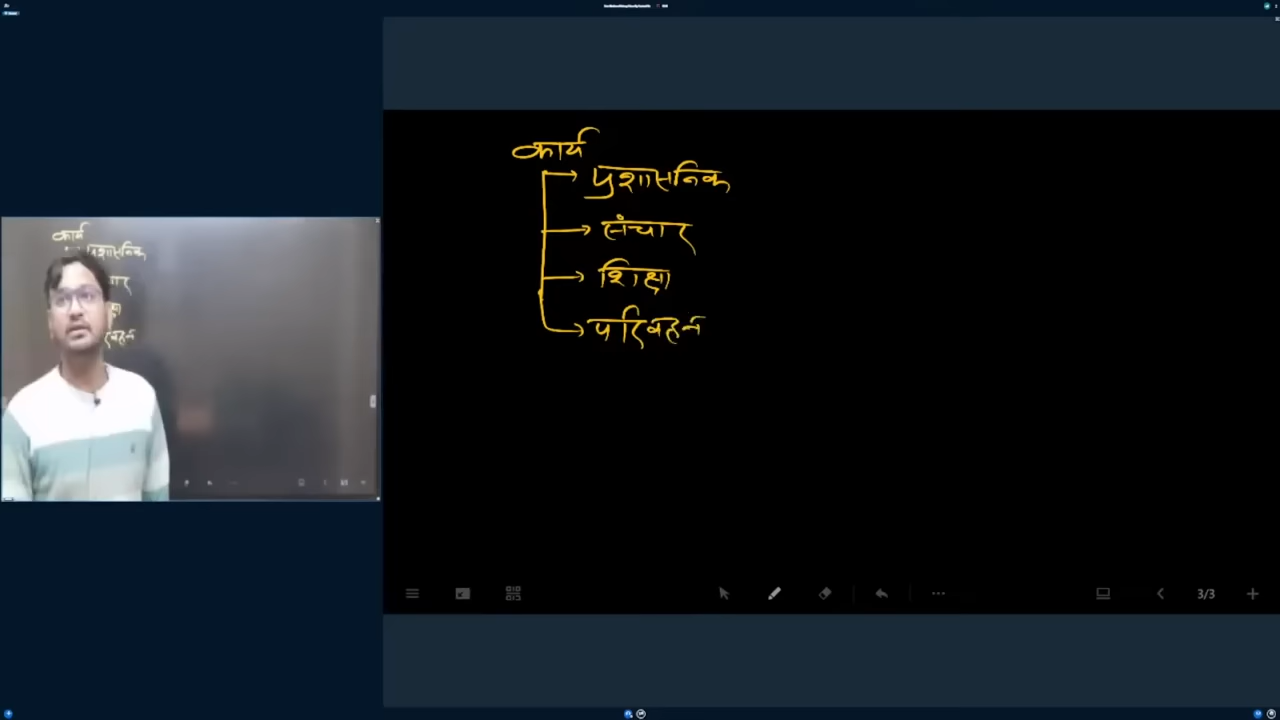 कार्य
प्रशासनिक
संचार
शिक्षा
परिवहन
3/3